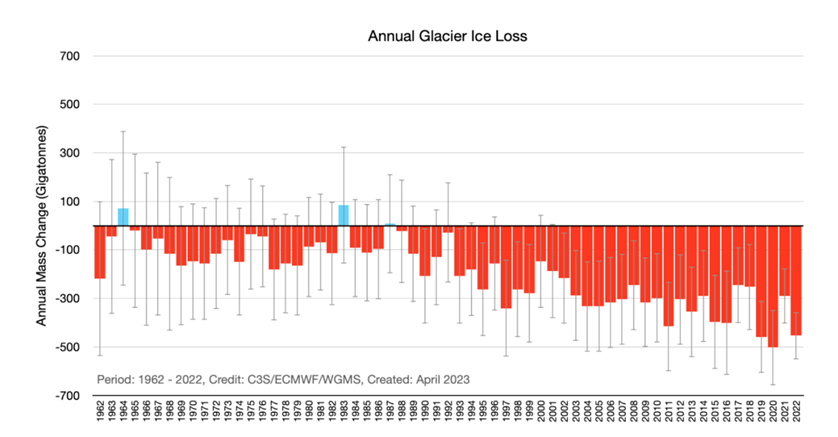 Annual Glacier Ice Loss
Annual Mass Change (Gigatonnes)
700
500
300
100
-100
-300
-500
-700
Period: 1962 - 2022, Credit: C3S/ECMWF/WGMS, Created: April 2023
1962 1963 1964 1965 1966 1967 1968 1969 1970 1971 1972 1973 1974 1975 1976 1977 1978 1979 1980 1981 1982 1983 1984 1985 1986 1987 1988 1989 1990 1991 1992 1993 1994 1995 1996 1997 1998 1999 2000 2001 2002 2003 2004 2005 2006 2007 2008 2009 2010 2011 2012 2013 2014 2015 2016 2017 2018 2019 2020 2021 2022